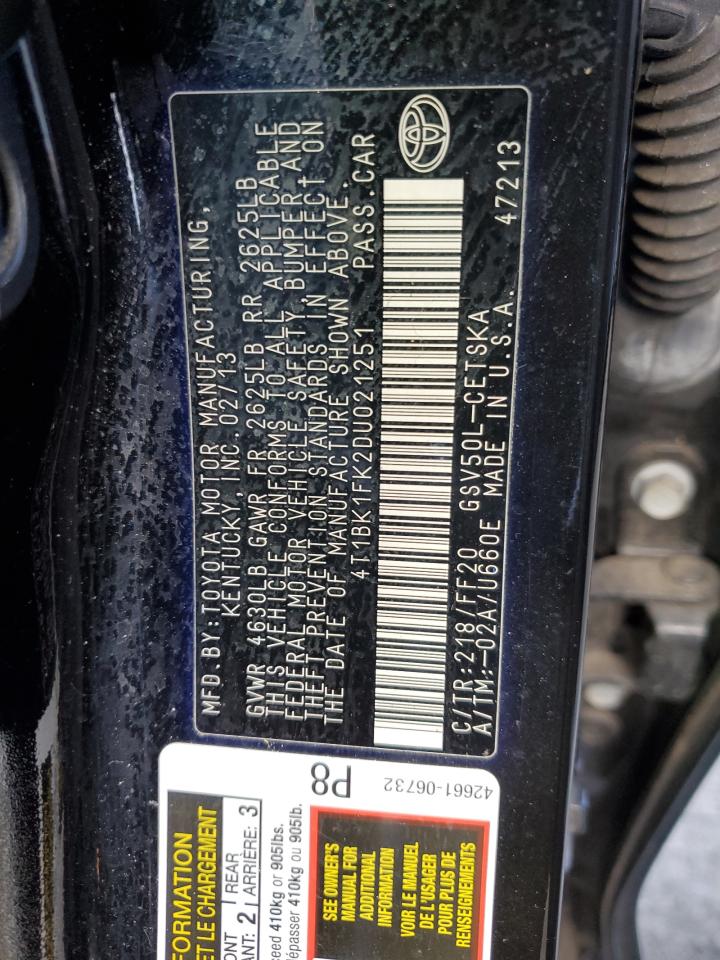 MFD.BY:TOYOTA MOTOR MANUFACTURING,
KENTUCKY, INC. 02/13
GVWR 4630LB GAWR FR 2625LB RR 2625LB
THIS VEHICLE CONFORMS TO ALL APPLICABLE
FEDERAL MOTOR VEHICLE SAFETY, BUMPER AND
THEFT PREVENTION STANDARDS IN EFFECT ON
THE DATE OF MANUFACTURE SHOWN ABOVE.
4T1BK1FK2DU021251 PASS.CAR
C/TR:218/FF20 GSV50L-CETSKA
A/TM:-02A/U660E MADE IN U.S.A. 47213
P8
42661-06732
ET LE CHARGEMENT
2 REAR
ARRIÈRE: 3
410kg or 905lbs.
410kg ou 905lb.
SEE OWNER'S
MANUAL FOR
ADDITIONAL
INFORMATION
VOIR LE MANUEL
DE L'USAGER
POUR PLUS DE
RENSEIGNEMENTS